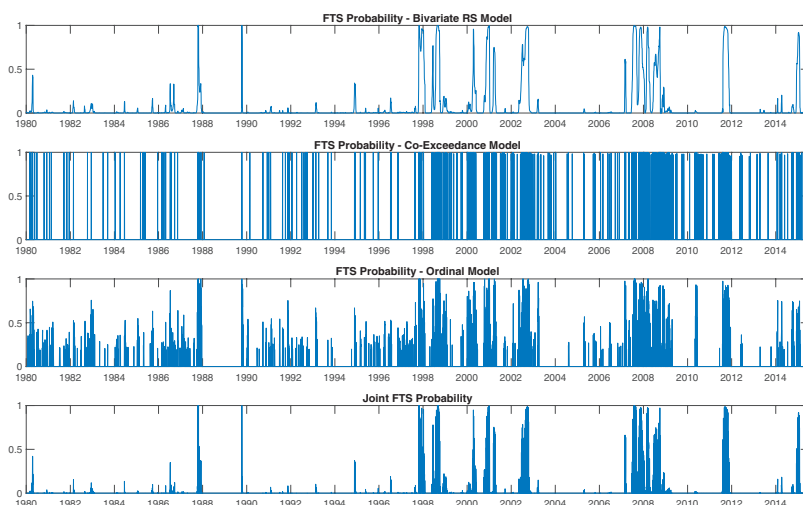 FTS Probability - Bivariate RS Model
1
0.5
0
1980 1982 1984 1986 1988 1990 1992 1994 1996 1998 2000 2002 2004 2006 2008 2010 2012 2014
FTS Probability - Co-Exceedance Model
1
0.5
0
1980 1982 1984 1986 1988 1990 1992 1994 1996 1998 2000 2002 2004 2006 2008 2010 2012 2014
FTS Probability - Ordinal Model
1
0.5
0
1980 1982 1984 1986 1988 1990 1992 1994 1996 1998 2000 2002 2004 2006 2008 2010 2012 2014
Joint FTS Probability
1
0.5
0
1980 1982 1984 1986 1988 1990 1992 1994 1996 1998 2000 2002 2004 2006 2008 2010 2012 2014